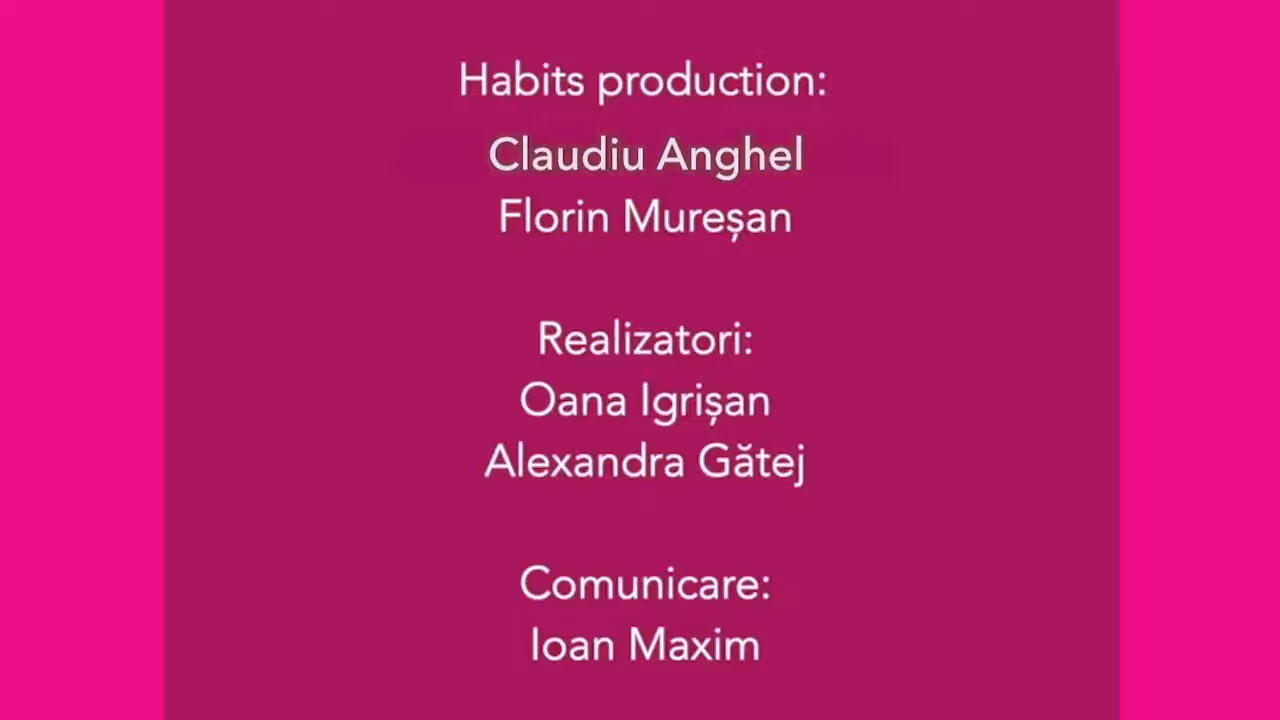 Habits production:
Claudiu Anghel
Florin Mureșan
Realizatori:
Oana Igrișan
Alexandra Gătej
Comunicare:
Ioan Maxim